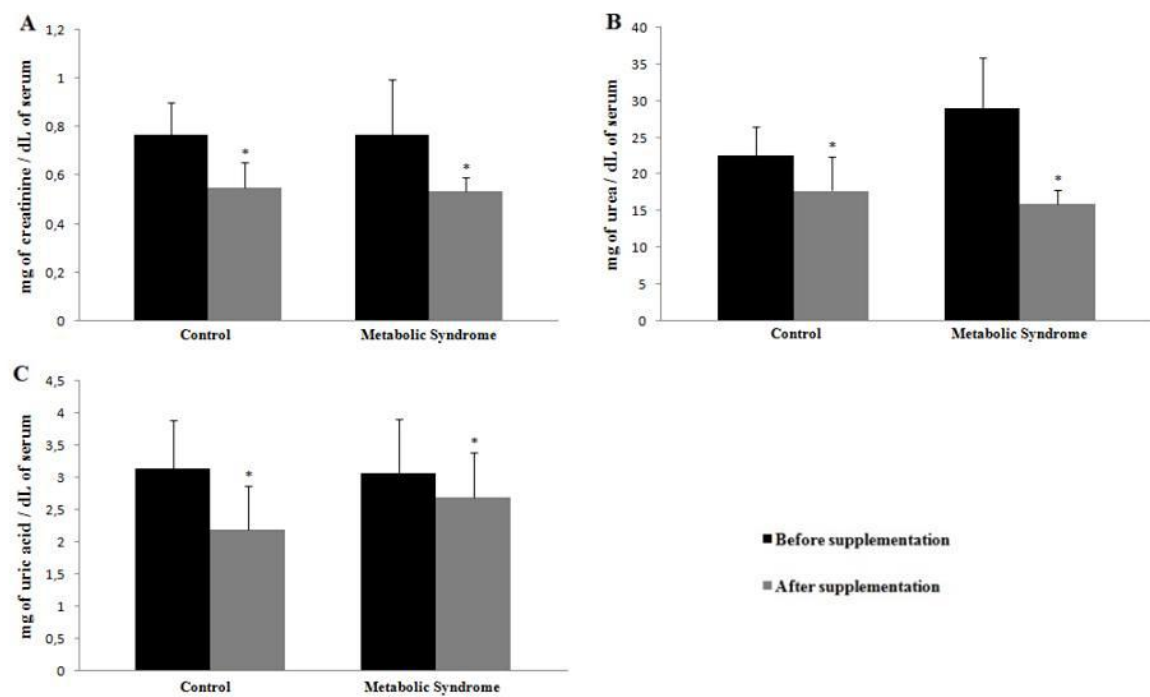 A
mg of creatinine / dL of serum
1,2
1
0,8
0,6
0,4
0,2
0
*
*
Control
Metabolic Syndrome
B
mg of urea / dL of serum
40
35
30
25
20
15
10
5
0
*
*
Control
Metabolic Syndrome
C
mg of uric acid / dL of serum
4,5
4
3,5
3
2,5
2
1,5
1
0,5
0
*
*
Control
Metabolic Syndrome
Before supplementation
After supplementation